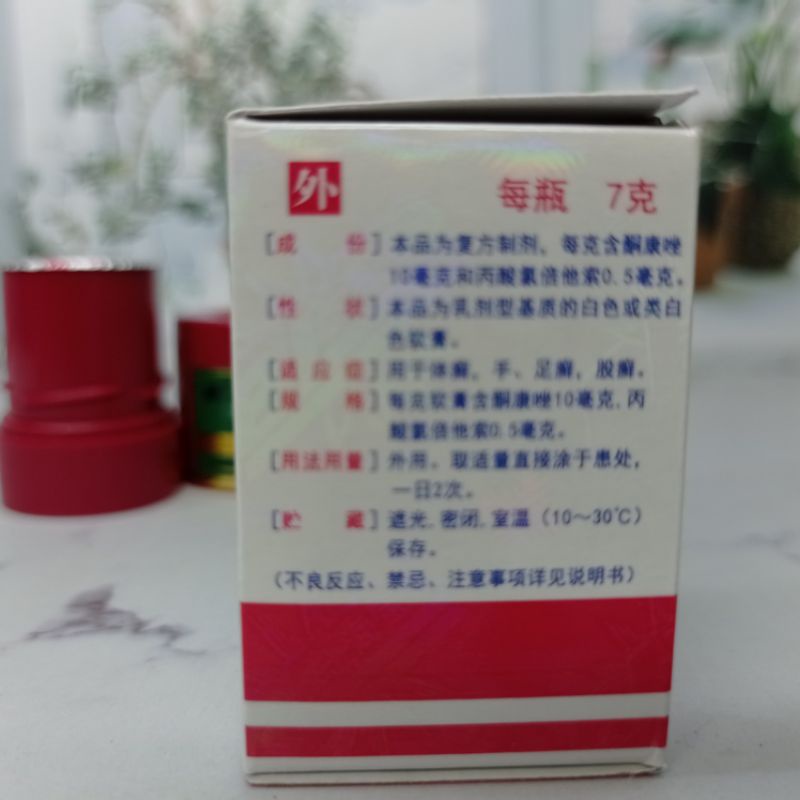 外 每瓶 7克
[成 份] 本品为复方制剂，每克含酮康唑
10毫克和丙酸氯倍他索0.5毫克。
[性 状] 本品为乳剂型基质的白色或类白
色软膏。
[适应症] 用于体癣，手、足癣，股癣。
[规 格] 每克软膏含酮康唑10毫克,丙
酸氯倍他索0.5毫克。
[用法用量] 外用。取适量直接涂于患处，
一日2次。
[贮 藏] 遮光,密闭,室温（10～30℃）
保存。
（不良反应、禁忌、注意事项详见说明书）